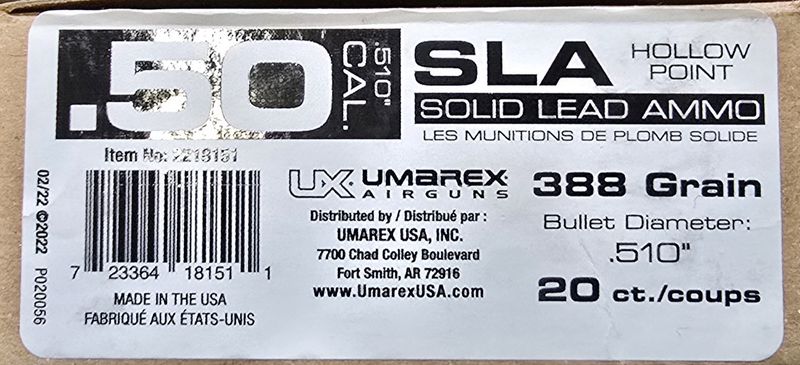 .50
.510"
CAL.
SLA
HOLLOW
POINT
SOLID LEAD AMMO
LES MUNITIONS DE PLOMB SOLIDE
Item No:
02/22 ©2022 P020056
7 23364 18151 1
MADE IN THE USA
FABRIQUÉ AUX ÉTATS-UNIS
UX UMAREX
AIRGUNS
Distributed by / Distribué par :
UMAREX USA, INC.
7700 Chad Colley Boulevard
Fort Smith, AR 72916
www.UmarexUSA.com
388 Grain
Bullet Diameter:
.510"
20 ct./coups